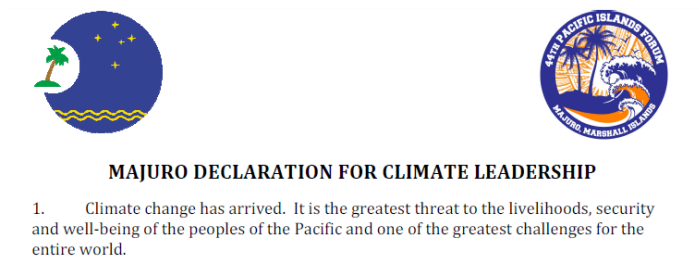 44TH PACIFIC ISLANDS FORUM
MAJURO, MARSHALL ISLANDS
MAJURO DECLARATION FOR CLIMATE LEADERSHIP
1. Climate change has arrived. It is the greatest threat to the livelihoods, security
and well-being of the peoples of the Pacific and one of the greatest challenges for the
entire world.